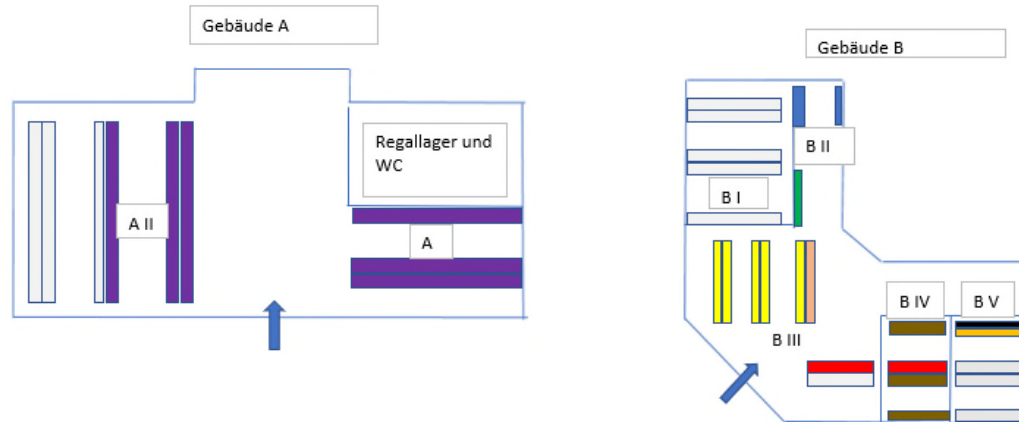 Gebäude A
Gebäude B
Regallager und
WC
A II
A
B II
B I
B III
B IV
B V